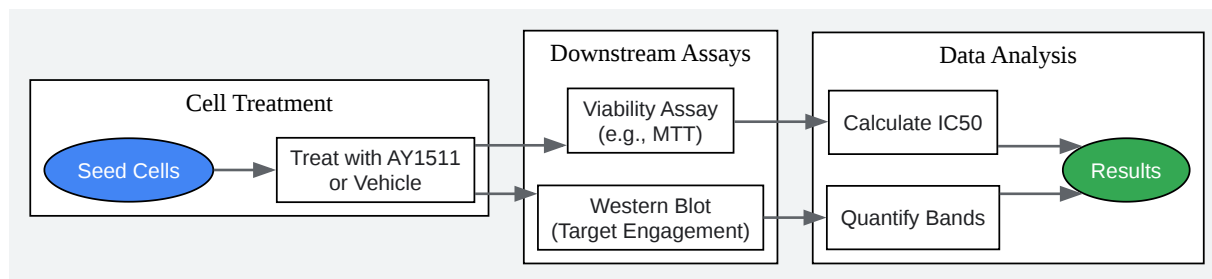 Cell Treatment
Seed Cells
Treat with AY1511
or Vehicle
Downstream Assays
Viability Assay
(e.g., MTT)
Western Blot
(Target Engagement)
Data Analysis
Calculate IC50
Quantify Bands
Results